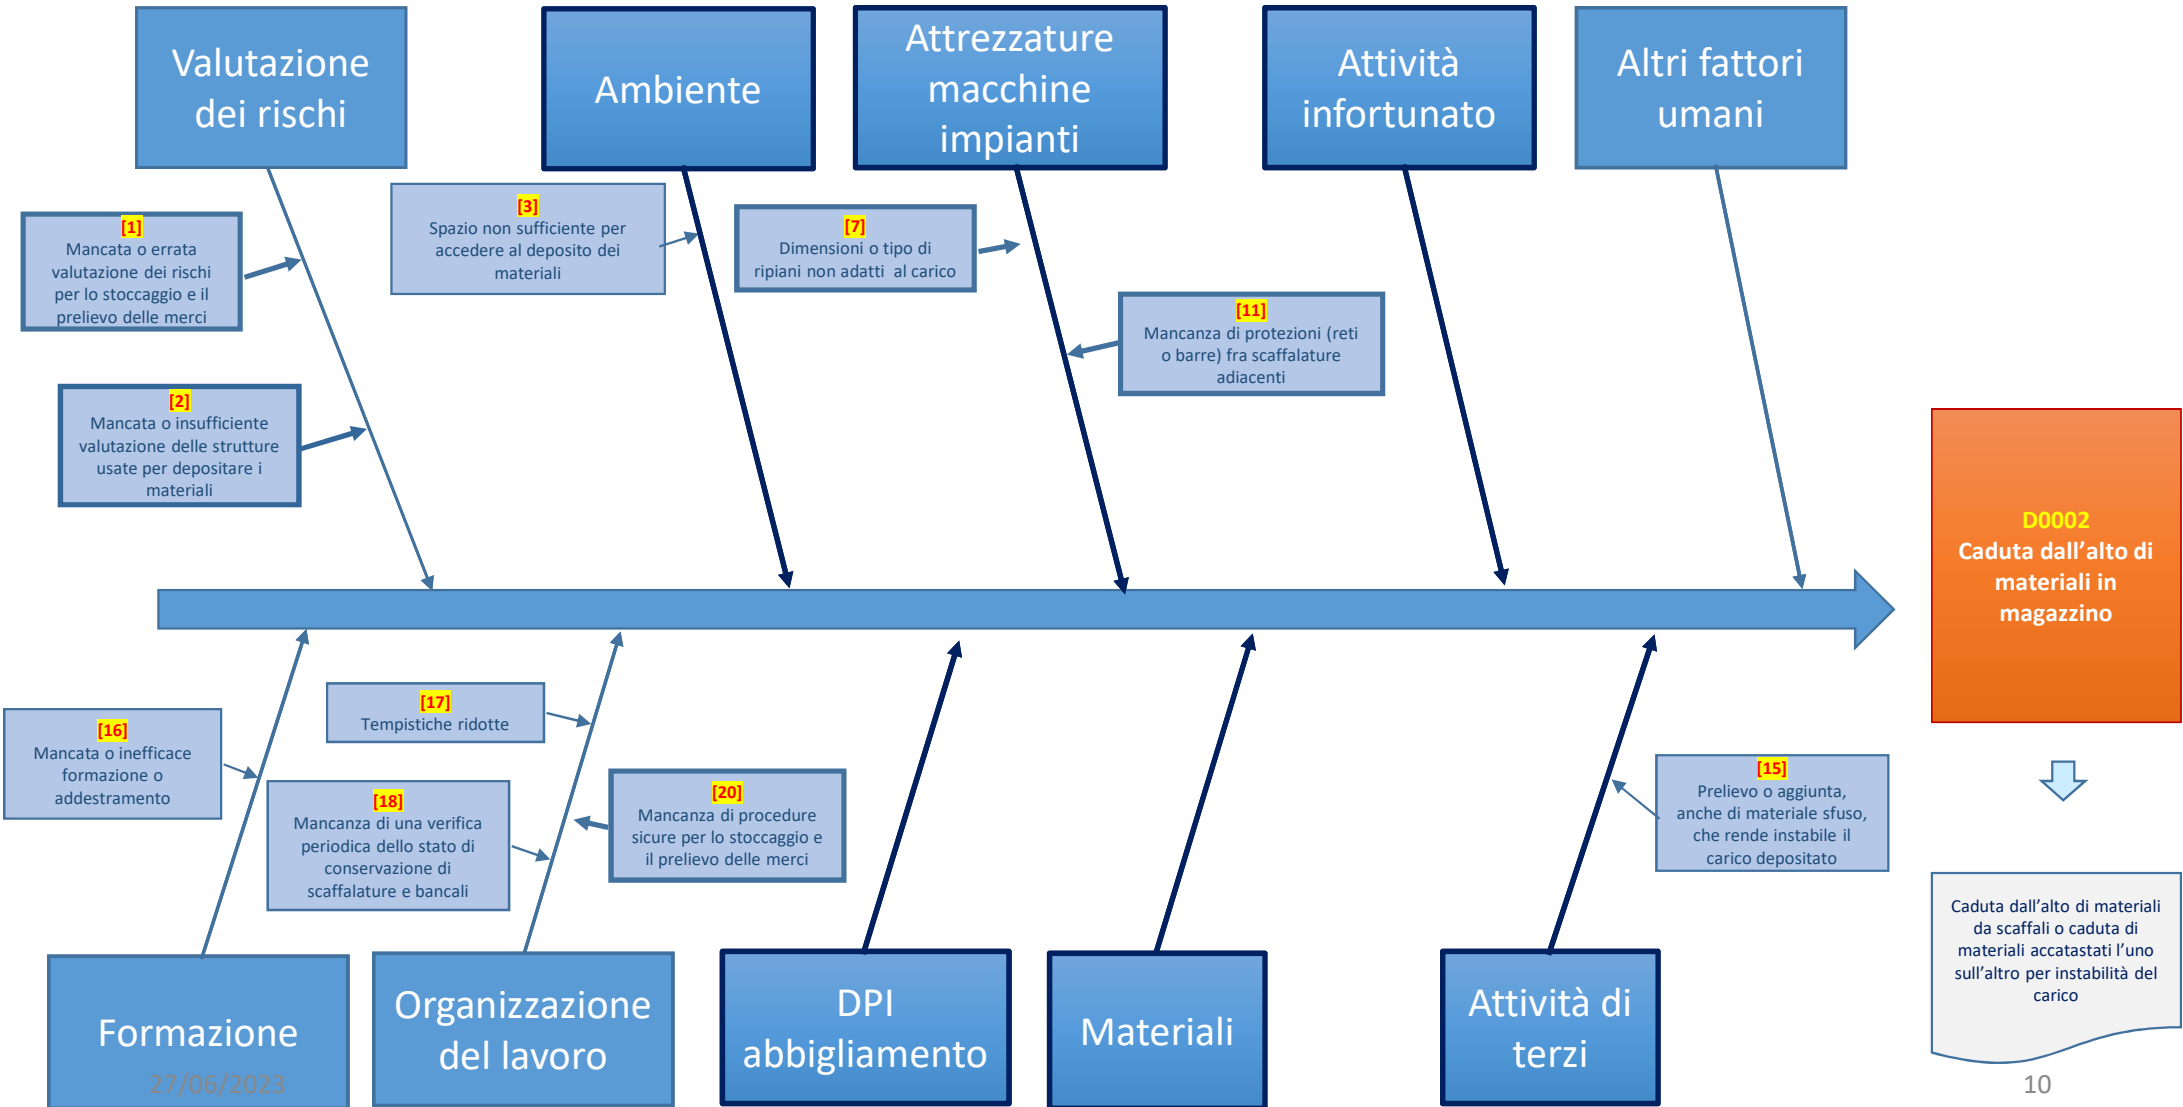 Valutazione
dei rischi
Ambiente
Attrezzature
macchine
impianti
Attività
infortunato
Altri fattori
umani
[1]
Mancata o errata
valutazione dei rischi
per lo stoccaggio e il
prelievo delle merci
[3]
Spazio non sufficiente per
accedere al deposito dei
materiali
[7]
Dimensioni o tipo di
ripiani non adatti al carico
[11]
Mancanza di protezioni (reti
o barre) fra scaffalature
adiacenti
[2]
Mancata o insufficiente
valutazione delle strutture
usate per depositare i
materiali
D0002
Caduta dall’alto di
materiali in
magazzino
[16]
Mancata o inefficace
formazione o
addestramento
[17]
Tempistiche ridotte
[18]
Mancanza di una verifica
periodica dello stato di
conservazione di
scaffalature e bancali
[20]
Mancanza di procedure
sicure per lo stoccaggio e
il prelievo delle merci
[15]
Prelievo o aggiunta,
anche di materiale sfuso,
che rende instabile il
carico depositato
Caduta dall’alto di materiali
da scaffali o caduta di
materiali accatastati l’uno
sull’altro per instabilità del
carico
Formazione
Organizzazione
del lavoro
DPI
abbigliamento
Materiali
Attività di
terzi
27/06/2023
10